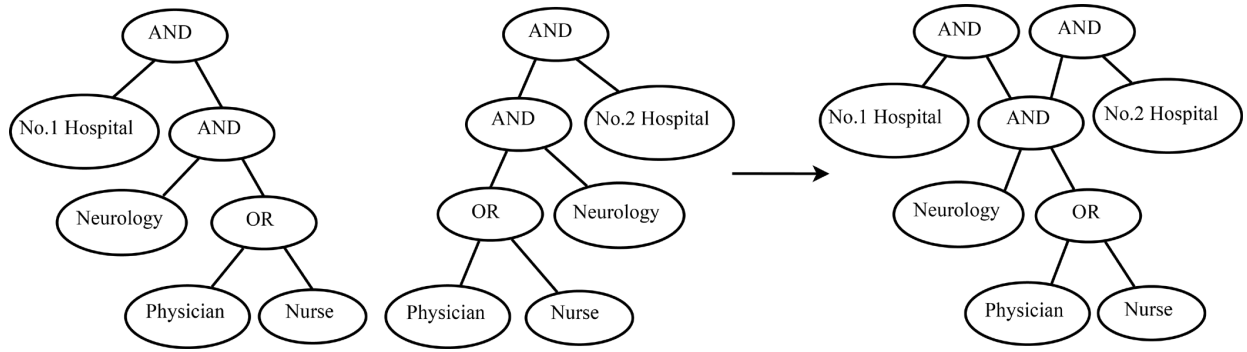 AND
No.1 Hospital
AND
Neurology
OR
Physician
Nurse
AND
AND
No.2 Hospital
OR
Neurology
Physician
Nurse
AND
AND
No.1 Hospital
AND
No.2 Hospital
Neurology
OR
Physician
Nurse